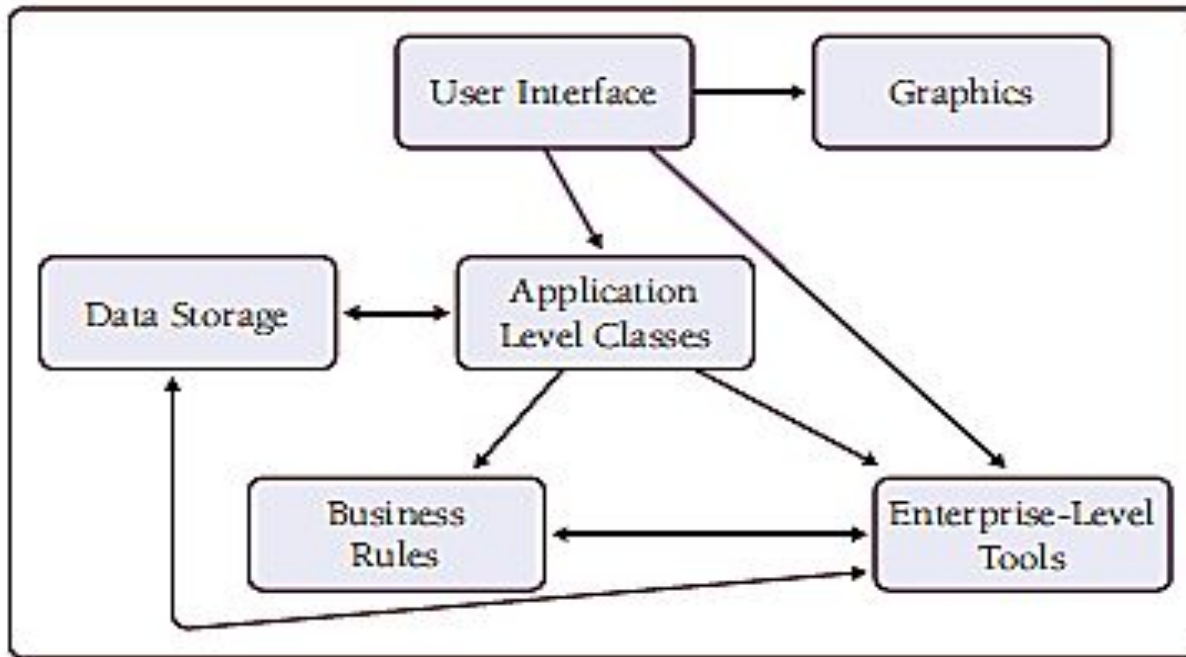 User Interface
Graphics
Data Storage
Application
Level Classes
Business
Rules
Enterprise-Level
Tools